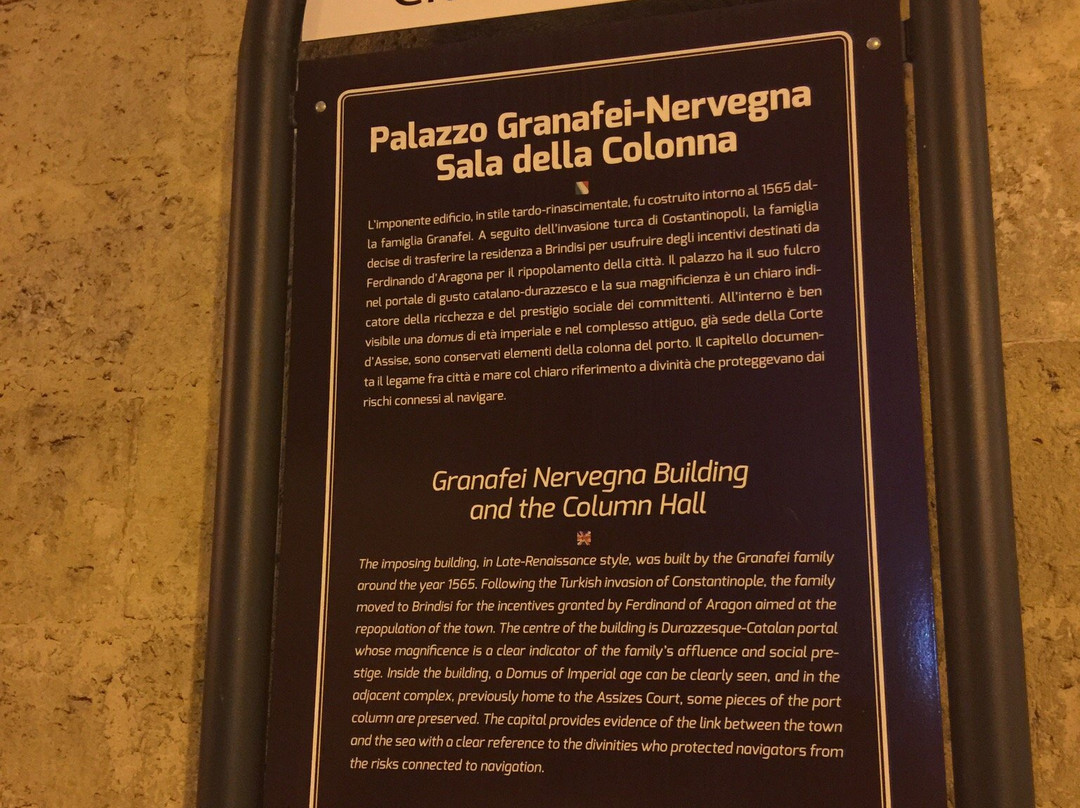 Palazzo Granafei-Nervegna
Sala della Colonna
L'imponente edificio, in stile tardo-rinascimentale, fu costruito intorno al 1565 dal-
la famiglia Granafei. A seguito dell'invasione turca di Costantinopoli, la famiglia
decise di trasferire la residenza a Brindisi per usufruire degli incentivi destinati da
Ferdinando d'Aragona per il ripopolamento della città. Il palazzo ha il suo fulcro
nel portale di gusto catalano-durazzesco e la sua magnificienza è un chiaro indi-
catore della ricchezza e del prestigio sociale dei committenti. All'interno è ben
visibile una domus di età imperiale e nel complesso attiguo, già sede della Corte
d'Assise, sono conservati elementi della colonna del porto. Il capitello documen-
ta il legame fra città e mare col chiaro riferimento a divinità che proteggevano dai
rischi connessi al navigare.
Granafei Nervegna Building
and the Column Hall
The imposing building, in Late-Renaissance style, was built by the Granafei family
around the year 1565. Following the Turkish invasion of Constantinople, the family
moved to Brindisi for the incentives granted by Ferdinand of Aragon aimed at the
repopulation of the town. The centre of the building is Durazzesque-Catalan portal
whose magnificence is a clear indicator of the family's affluence and social pre-
stige. Inside the building, a Domus of Imperial age can be clearly seen, and in the
adjacent complex, previously home to the Assizes Court, some pieces of the port
column are preserved. The capital provides evidence of the link between the town
and the sea with a clear reference to the divinities who protected navigators from
the risks connected to navigation.